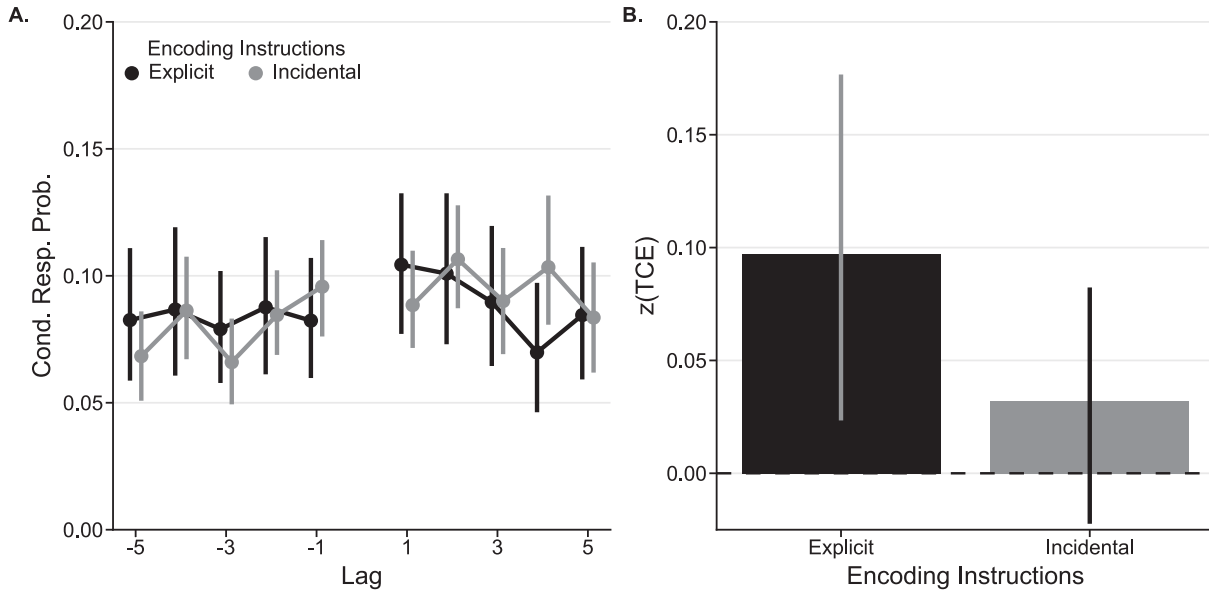 A.
Encoding Instructions
Explicit
Incidental
Cond. Resp. Prob.
0.20
0.15
0.10
0.05
0.00
-5
-3
-1
1
3
5
Lag
B.
z(TCE)
0.20
0.15
0.10
0.05
0.00
Explicit
Incidental
Encoding Instructions